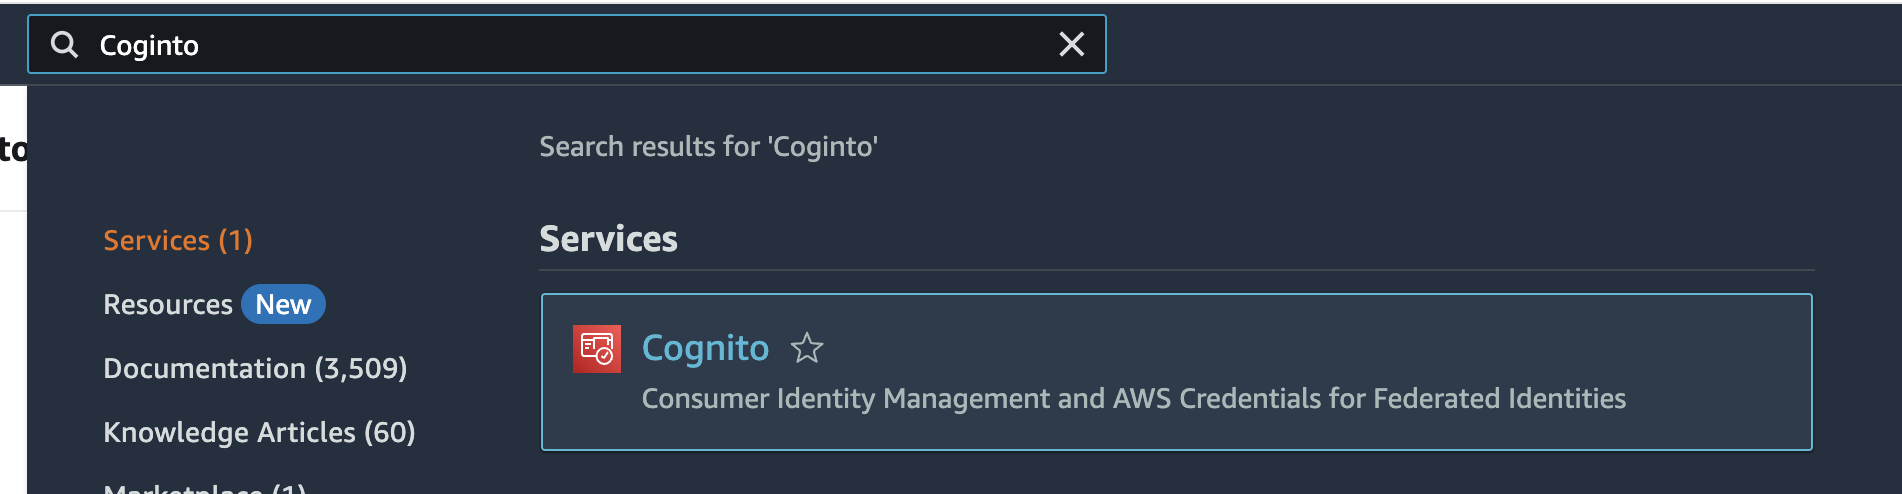 Coginto
to
Search results for 'Coginto'
Services (1)
Resources New
Documentation (3,509)
Knowledge Articles (60)
Marketplace (1)
Services
Cognito
Consumer Identity Management and AWS Credentials for Federated Identities